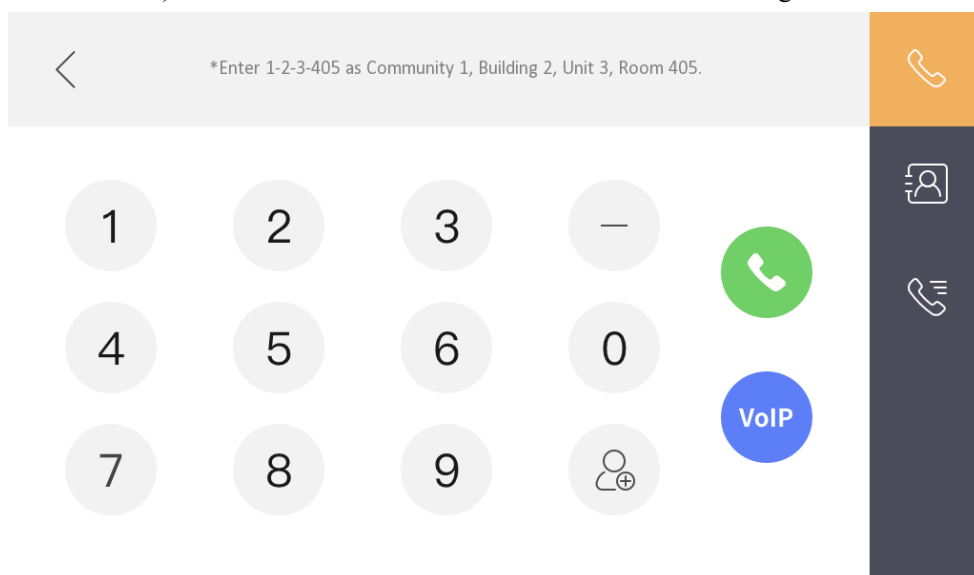 *Enter 1-2-3-405 as Community 1, Building 2, Unit 3, Room 405.
1 2 3 —
4 5 6 0
VoIP
7 8 9